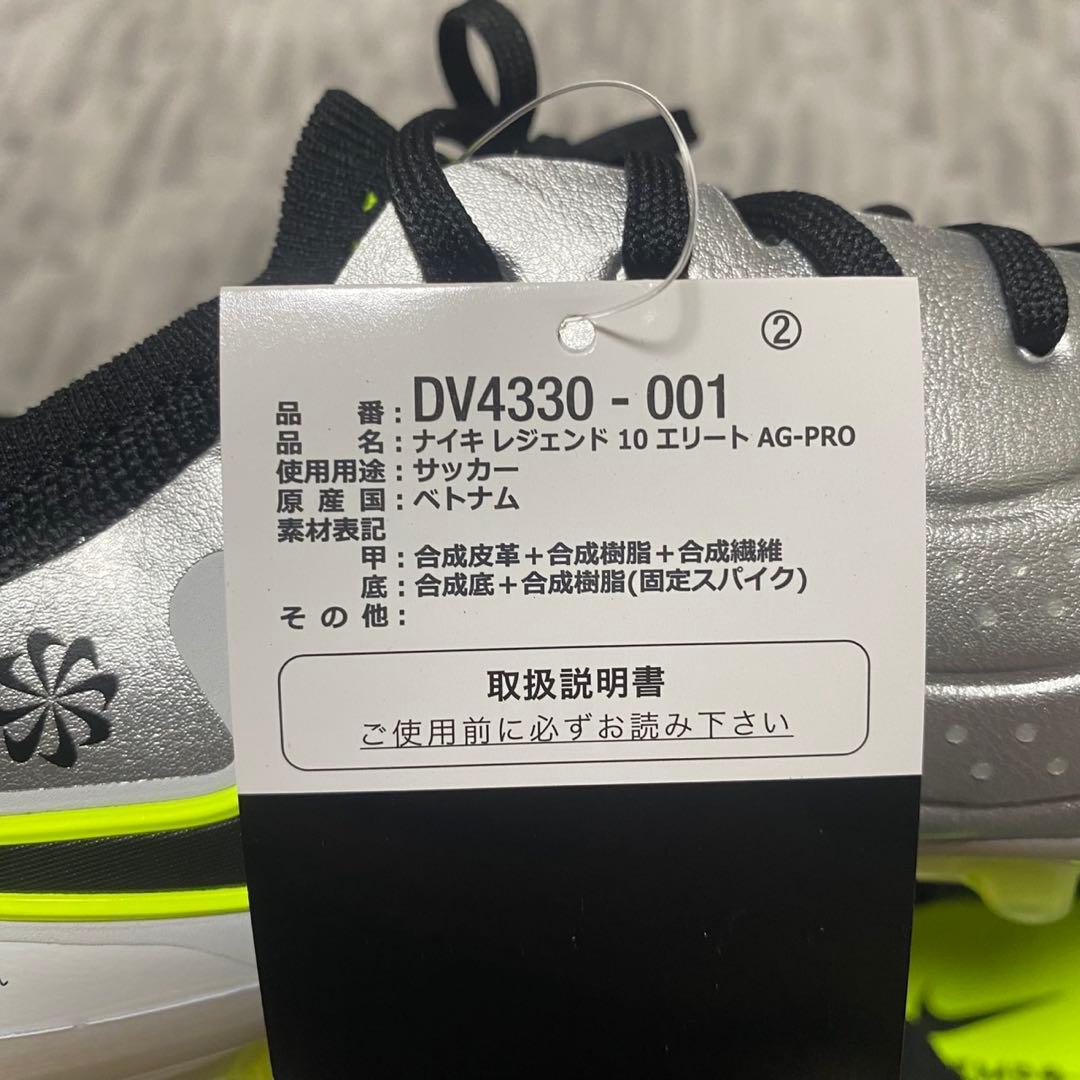 ②
品 番 : DV4330 - 001
品 名 : ナイキ レジェンド 10 エリート AG-PRO
使用用途 : サッカー
原産国 : ベトナム
素材表記
甲 : 合成皮革＋合成樹脂＋合成繊維
底 : 合成底＋合成樹脂(固定スパイク)
その他 :
取扱説明書
ご使用前に必ずお読み下さい